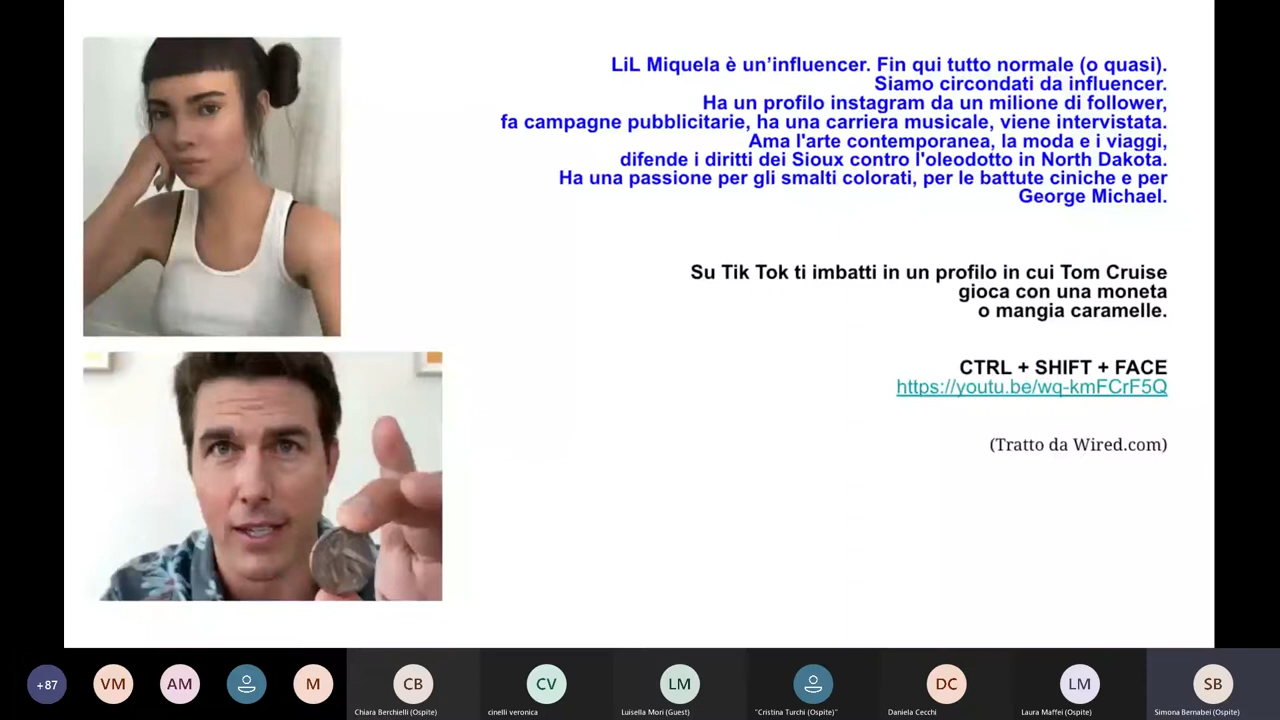 LiL Miquela è un’influencer. Fin qui tutto normale (o quasi).
Siamo circondati da influencer.
Ha un profilo instagram da un milione di follower,
fa campagne pubblicitarie, ha una carriera musicale, viene intervistata.
Ama l'arte contemporanea, la moda e i viaggi,
difende i diritti dei Sioux contro l'oleodotto in North Dakota.
Ha una passione per gli smalti colorati, per le battute ciniche e per
George Michael.
Su Tik Tok ti imbatti in un profilo in cui Tom Cruise
gioca con una moneta
o mangia caramelle.
CTRL + SHIFT + FACE
https://youtu.be/wq-kmFCrF5Q
(Tratto da Wired.com)
+87
VM
AM
M
CB
CV
LM
DC
LM
SB
Chiara Berchielli (Ospite)
cinelli veronica
Luisella Mori (Guest)
"Cristina Turchi (Ospite)"
Daniela Cecchi
Laura Maffei (Ospite)
Simona Bernabei (Ospite)